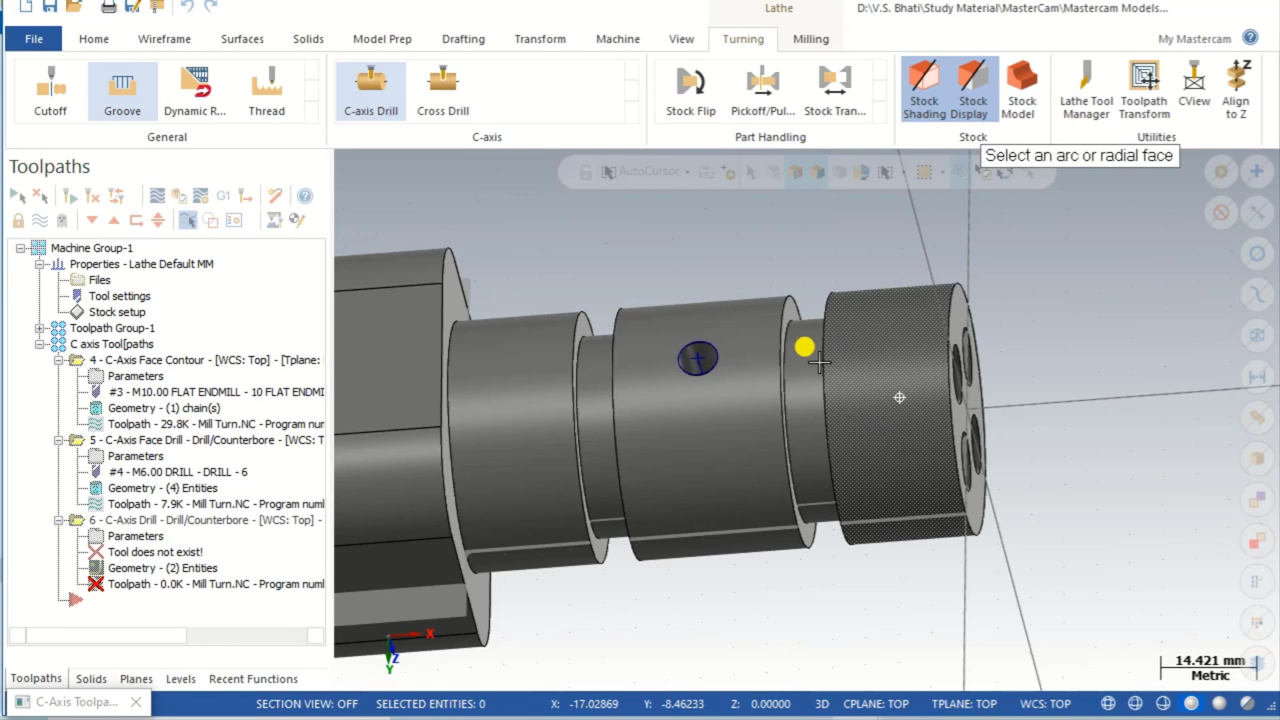 Lathe
D:\V.S. Bhati\Study Material\MasterCam\Mastercam Models...
File
Home
Wireframe
Surfaces
Solids
Model Prep
Drafting
Transform
Machine
View
Turning
Milling
My Mastercam
Cutoff
Groove
Dynamic R...
Thread
C-axis Drill
Cross Drill
Stock Flip
Pickoff/Pul...
Stock Tran...
Stock Shading
Stock Display
Stock Model
Lathe Tool Manager
Toolpath Transform
CView
Align to Z
General
C-axis
Part Handling
Stock
Utilities
Select an arc or radial face
Toolpaths
AutoCursor
G1
Machine Group-1
Properties - Lathe Default MM
Files
Tool settings
Stock setup
Toolpath Group-1
C axis Tool[paths
4 - C-Axis Face Contour - [WCS: Top] - [Tplane:
Parameters
#3 - M10.00 FLAT ENDMILL - 10 FLAT ENDMI
Geometry - (1) chain(s)
Toolpath - 29.8K - Mill Turn.NC - Program num
5 - C-Axis Face Drill - Drill/Counterbore - [WCS: T
Parameters
#4 - M6.00 DRILL - DRILL - 6
Geometry - (4) Entities
Toolpath - 7.9K - Mill Turn.NC - Program numl
6 - C-Axis Drill - Drill/Counterbore - [WCS: Top] -
Parameters
Tool does not exist!
Geometry - (2) Entities
Toolpath - 0.0K - Mill Turn.NC - Program numl
X
Z
Y
14.421 mm
Metric
Toolpaths
Solids
Planes
Levels
Recent Functions
C-Axis Toolpa...
SECTION VIEW: OFF
SELECTED ENTITIES: 0
X: -17.02869
Y: -8.46233
Z: 0.00000
3D
CPLANE: TOP
TPLANE: TOP
WCS: TOP